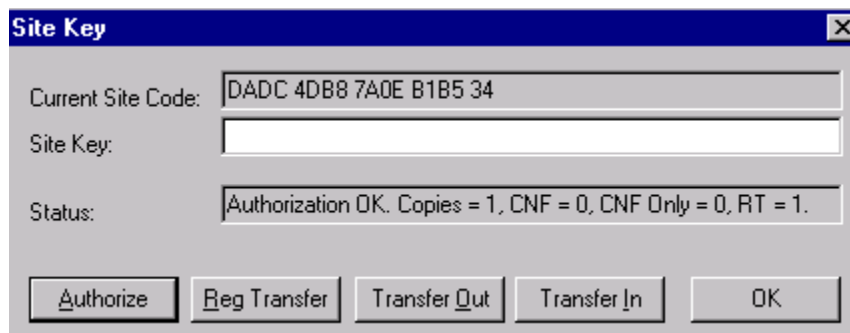 Site Key
Current Site Code: DADC 4DB8 7A0E B1B5 34
Site Key:
Status: Authorization OK. Copies = 1, CNF = 0, CNF Only = 0, RT = 1.
Authorize Reg Transfer Transfer Out Transfer In OK